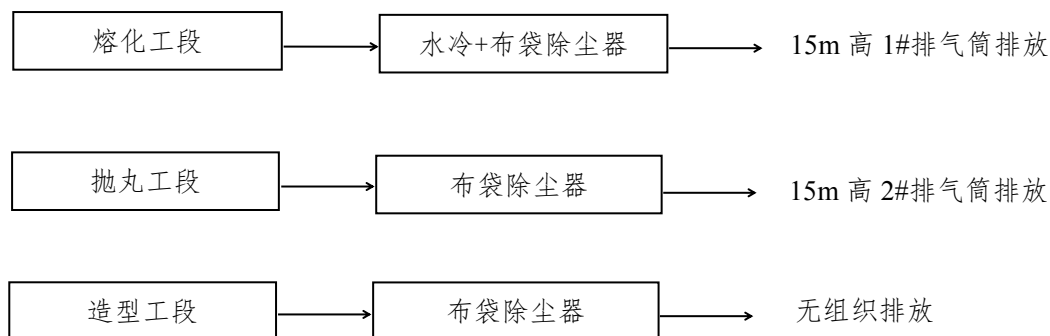 熔化工段
水冷+布袋除尘器
15m 高 1#排气筒排放
抛丸工段
布袋除尘器
15m 高 2#排气筒排放
造型工段
布袋除尘器
无组织排放